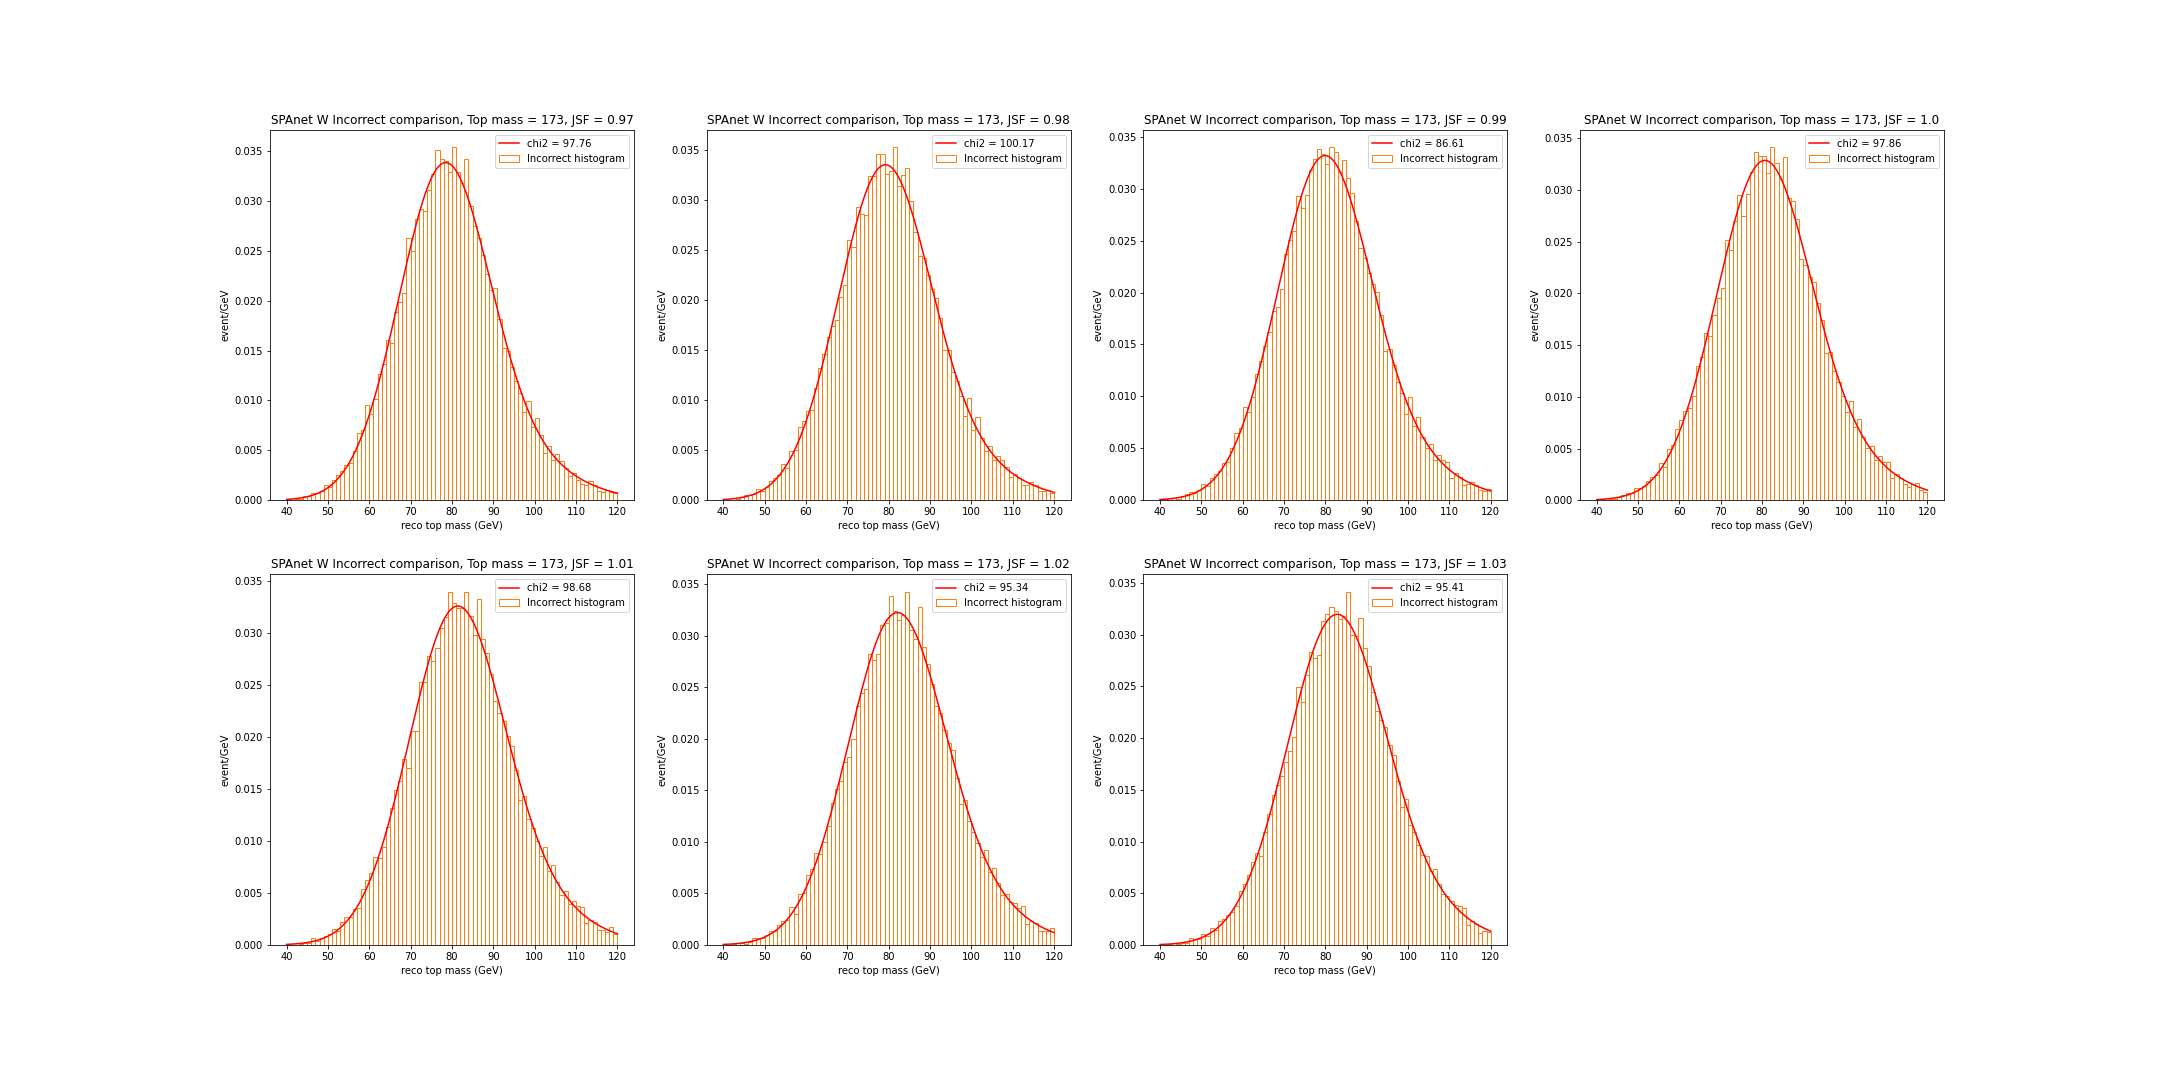 SPAnet W Incorrect comparison, Top mass = 173, JSF = 0.97
chi2 = 97.76
Incorrect histogram
event/GeV
0.035
0.030
0.025
0.020
0.015
0.010
0.005
0.000
40 50 60 70 80 90 100 110 120
reco top mass (GeV)
SPAnet W Incorrect comparison, Top mass = 173, JSF = 0.98
chi2 = 100.17
Incorrect histogram
event/GeV
0.035
0.030
0.025
0.020
0.015
0.010
0.005
0.000
40 50 60 70 80 90 100 110 120
reco top mass (GeV)
SPAnet W Incorrect comparison, Top mass = 173, JSF = 0.99
chi2 = 86.61
Incorrect histogram
event/GeV
0.035
0.030
0.025
0.020
0.015
0.010
0.005
0.000
40 50 60 70 80 90 100 110 120
reco top mass (GeV)
SPAnet W Incorrect comparison, Top mass = 173, JSF = 1.0
chi2 = 97.86
Incorrect histogram
event/GeV
0.035
0.030
0.025
0.020
0.015
0.010
0.005
0.000
40 50 60 70 80 90 100 110 120
reco top mass (GeV)
SPAnet W Incorrect comparison, Top mass = 173, JSF = 1.01
chi2 = 98.68
Incorrect histogram
event/GeV
0.035
0.030
0.025
0.020
0.015
0.010
0.005
0.000
40 50 60 70 80 90 100 110 120
reco top mass (GeV)
SPAnet W Incorrect comparison, Top mass = 173, JSF = 1.02
chi2 = 95.34
Incorrect histogram
event/GeV
0.035
0.030
0.025
0.020
0.015
0.010
0.005
0.000
40 50 60 70 80 90 100 110 120
reco top mass (GeV)
SPAnet W Incorrect comparison, Top mass = 173, JSF = 1.03
chi2 = 95.41
Incorrect histogram
event/GeV
0.035
0.030
0.025
0.020
0.015
0.010
0.005
0.000
40 50 60 70 80 90 100 110 120
reco top mass (GeV)